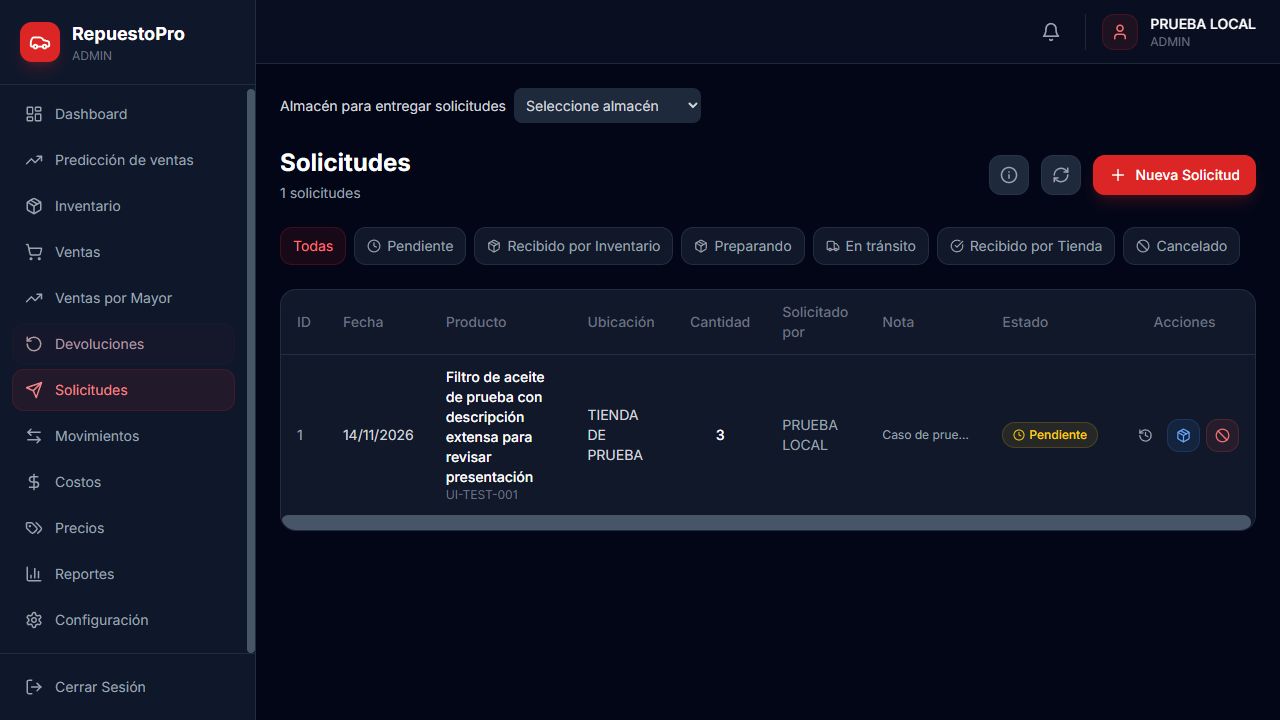 RepuestoPro
ADMIN
Dashboard
Predicción de ventas
Inventario
Ventas
Ventas por Mayor
Devoluciones
Solicitudes
Movimientos
Costos
Precios
Reportes
Configuración
Cerrar Sesión
PRUEBA LOCAL
ADMIN
Almacén para entregar solicitudes
Seleccione almacén
Solicitudes
1 solicitudes
Nueva Solicitud
Todas
Pendiente
Recibido por Inventario
Preparando
En tránsito
Recibido por Tienda
Cancelado
ID
Fecha
Producto
Ubicación
Cantidad
Solicitado
por
Nota
Estado
Acciones
1
14/11/2026
Filtro de aceite
de prueba con
descripción
extensa para
revisar
presentación
UI-TEST-001
TIENDA
DE
PRUEBA
3
PRUEBA
LOCAL
Caso de prue...
Pendiente